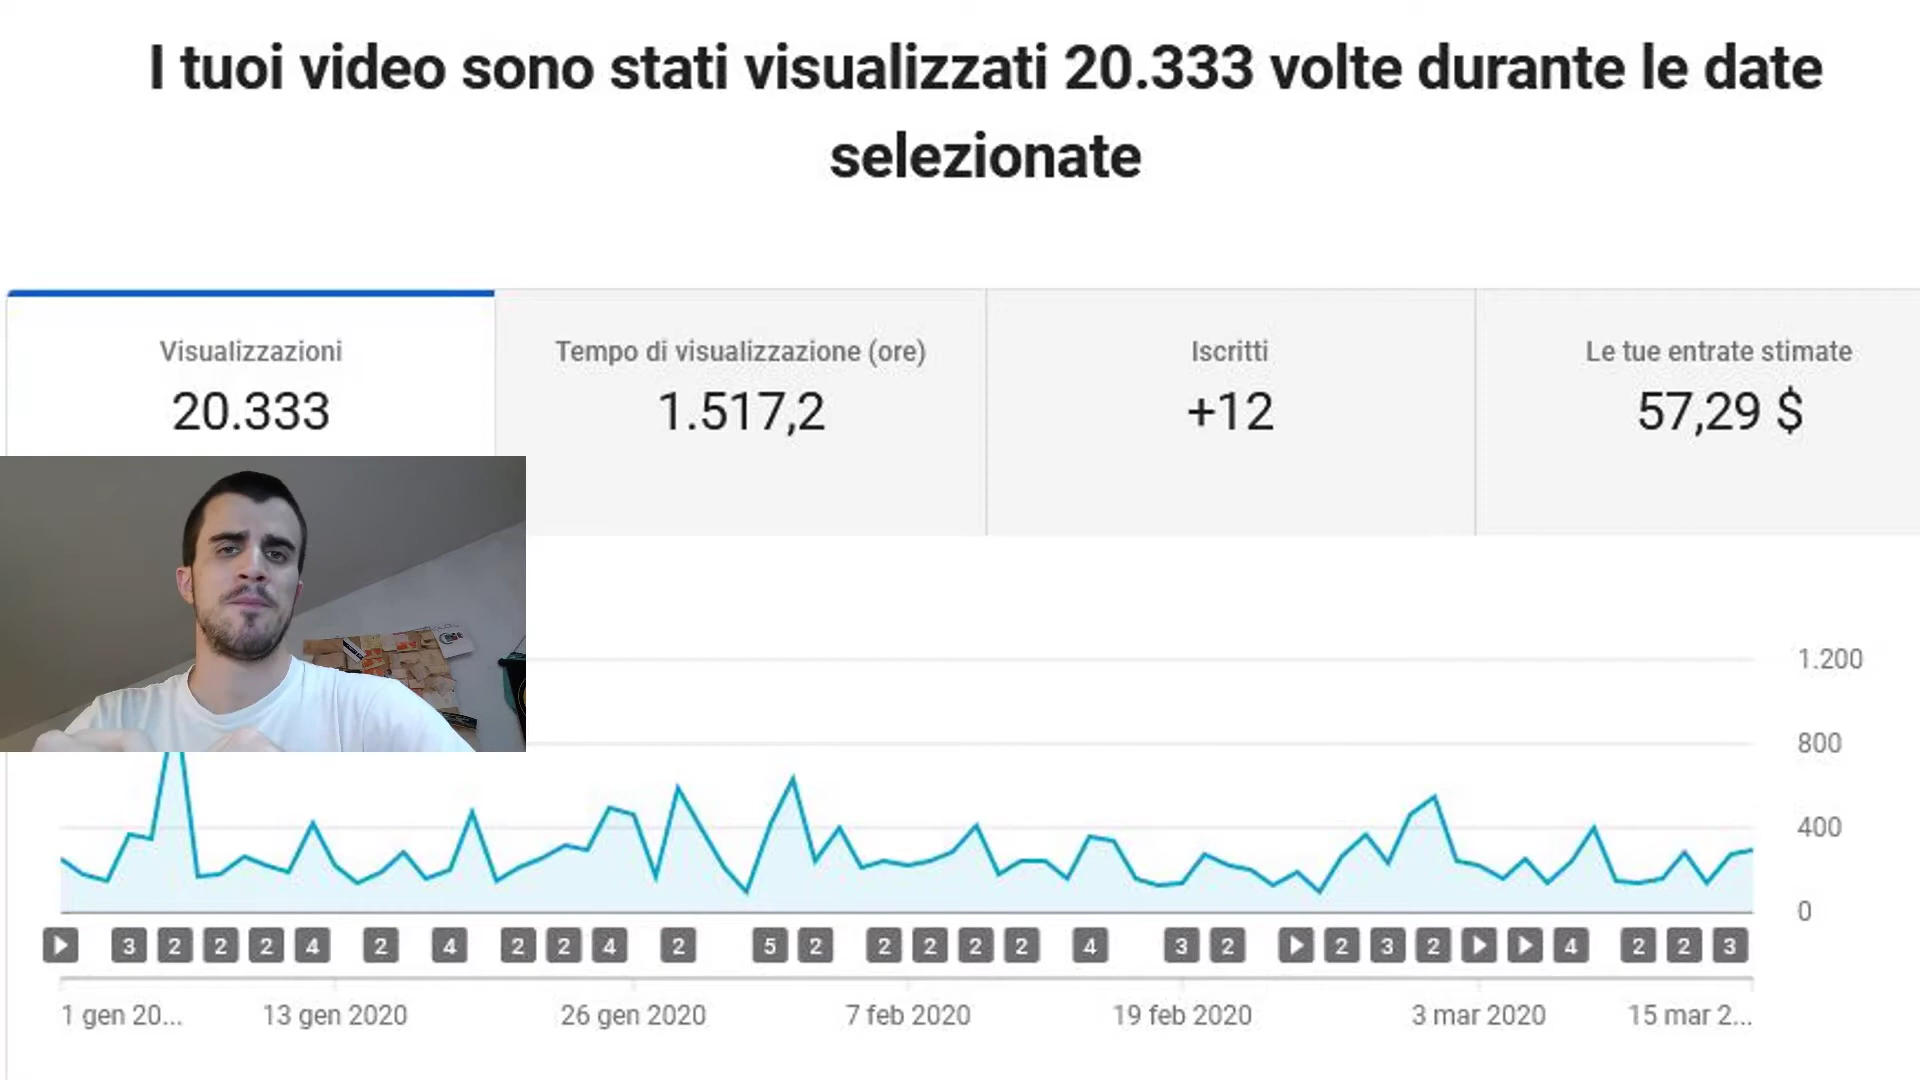 I tuoi video sono stati visualizzati 20.333 volte durante le date
selezionate
Visualizzazioni
20.333
Tempo di visualizzazione (ore)
1.517,2
Iscritti
+12
Le tue entrate stimate
57,29 $
1.200
800
400
0
3 2 2 2 4 2 4 2 2 4 2 5 2 2 2 2 2 4 3 2 2 3 2 4 2 2 3
1 gen 20... 13 gen 2020 26 gen 2020 7 feb 2020 19 feb 2020 3 mar 2020 15 mar 2...